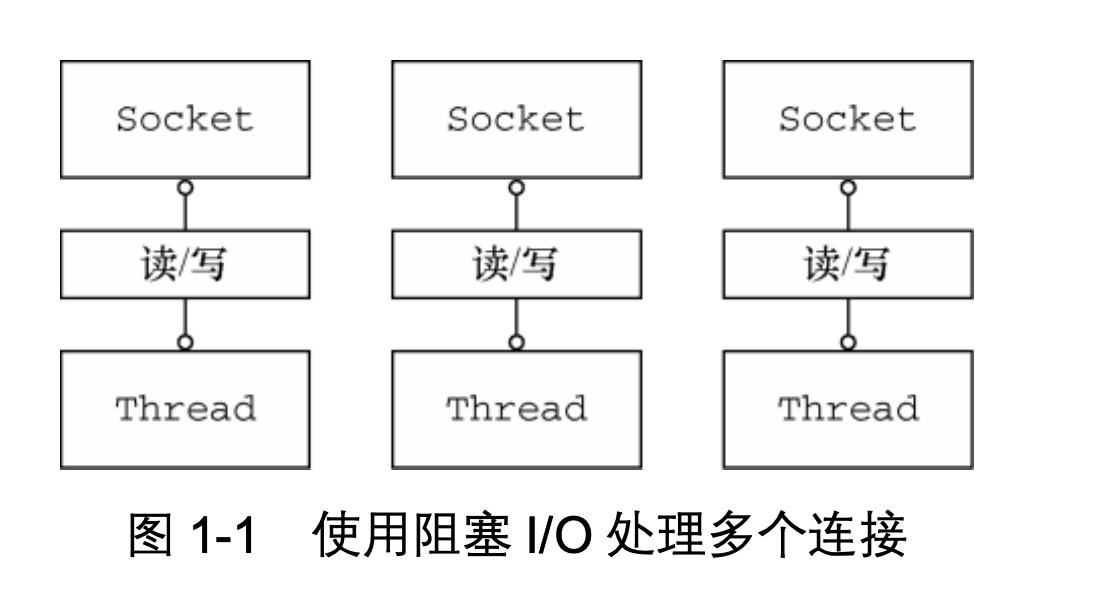 Socket Socket Socket
读/写 读/写 读/写
Thread Thread Thread
图 1-1 使用阻塞 I/O 处理多个连接